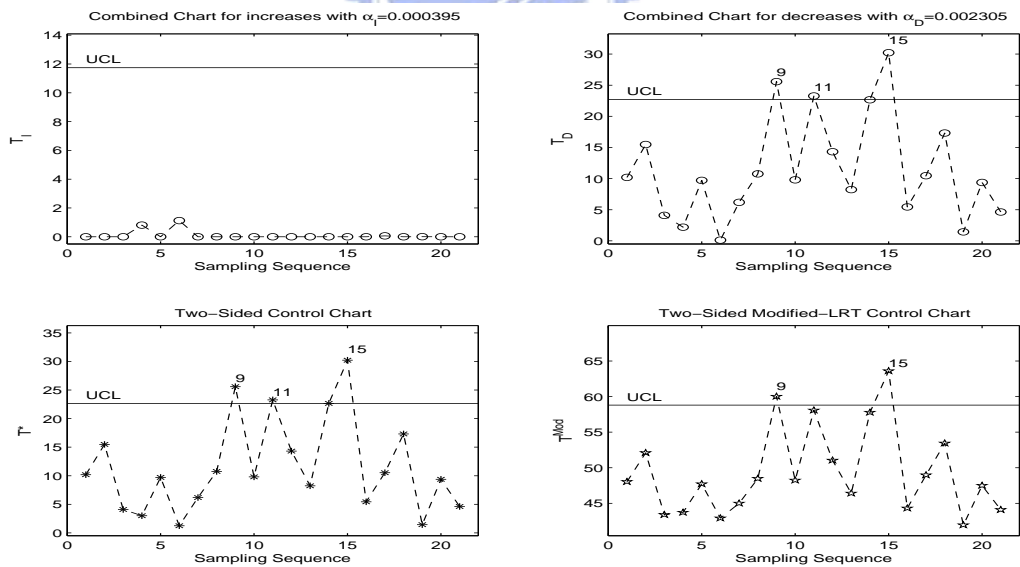 Combined Chart for increases with α_I=0.000395
14
12
10
8
6
4
2
0
UCL
T_I
0 5 10 15 20
Sampling Sequence
Combined Chart for decreases with α_D=0.002305
30
25
20
15
10
5
0
UCL
9
11
15
T_D
0 5 10 15 20
Sampling Sequence
Two-Sided Control Chart
35
30
25
20
15
10
5
0
UCL
9
11
15
T*
0 5 10 15 20
Sampling Sequence
Two-Sided Modified-LRT Control Chart
65
60
55
50
45
UCL
9
15
T^Mod
0 5 10 15 20
Sampling Sequence